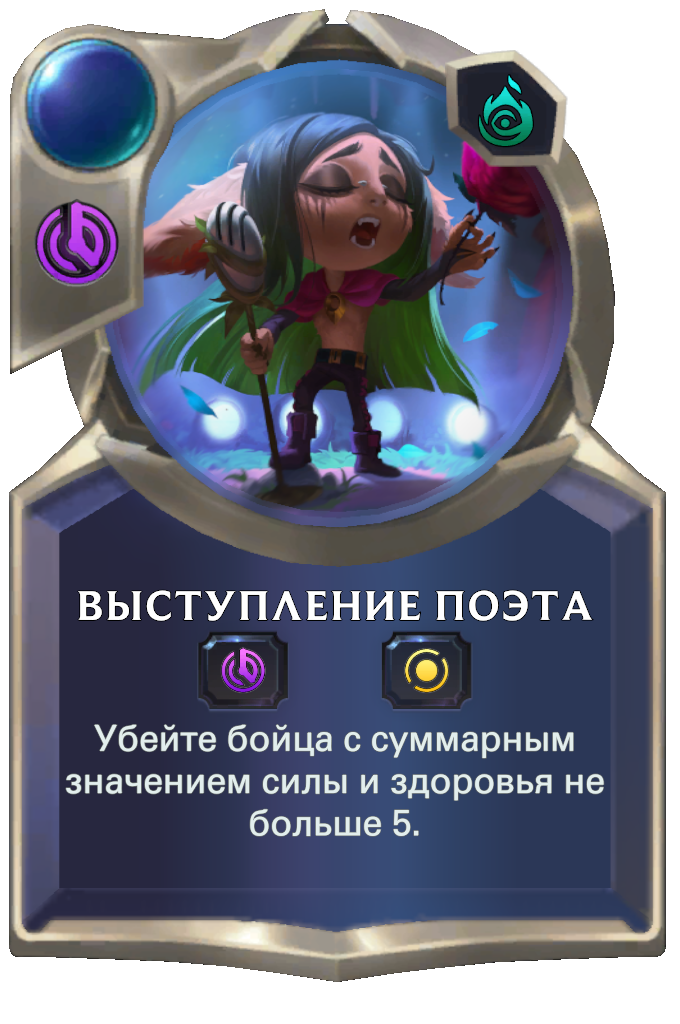 ВЫСТУПЛЕНИЕ ПОЭТА
Убейте бойца с суммарным
значением силы и здоровья не
больше 5.